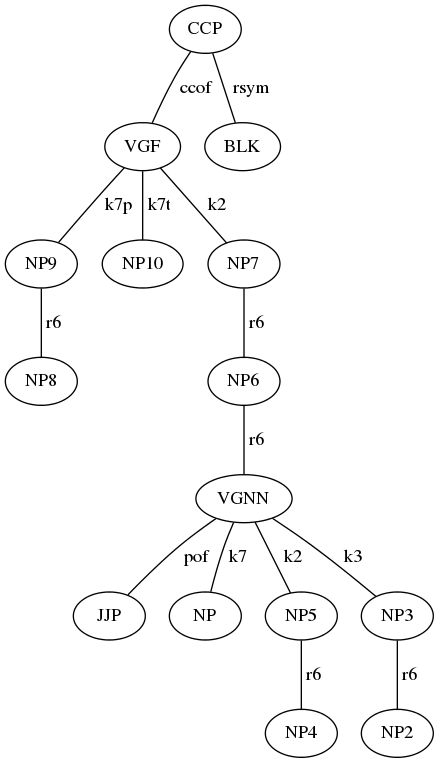 CCP
ccof rsym
VGF BLK
k7p k7t k2
NP9 NP10 NP7
r6 r6
NP8 NP6
r6
VGNN
pof k7 k2 k3
JJP NP NP5 NP3
r6 r6
NP4 NP2